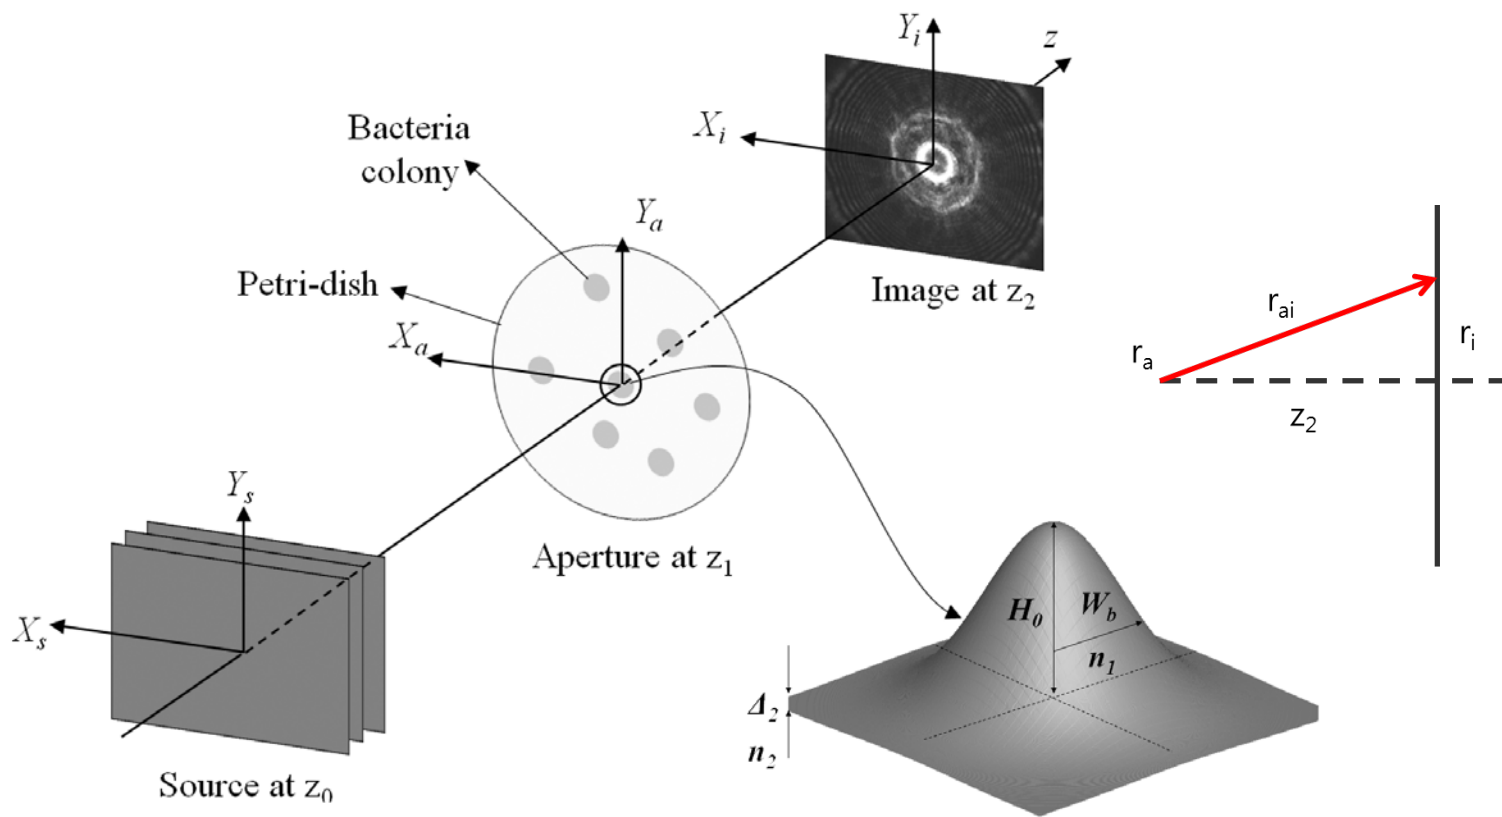 Y_i
z
X_i
Bacteria
colony
Y_a
Petri-dish
X_a
Image at z_2
r_ai
r_a
r_i
z_2
Y_s
Aperture at z_1
X_s
H_0
W_b
n_1
Δ_2
n_2
Source at z_0